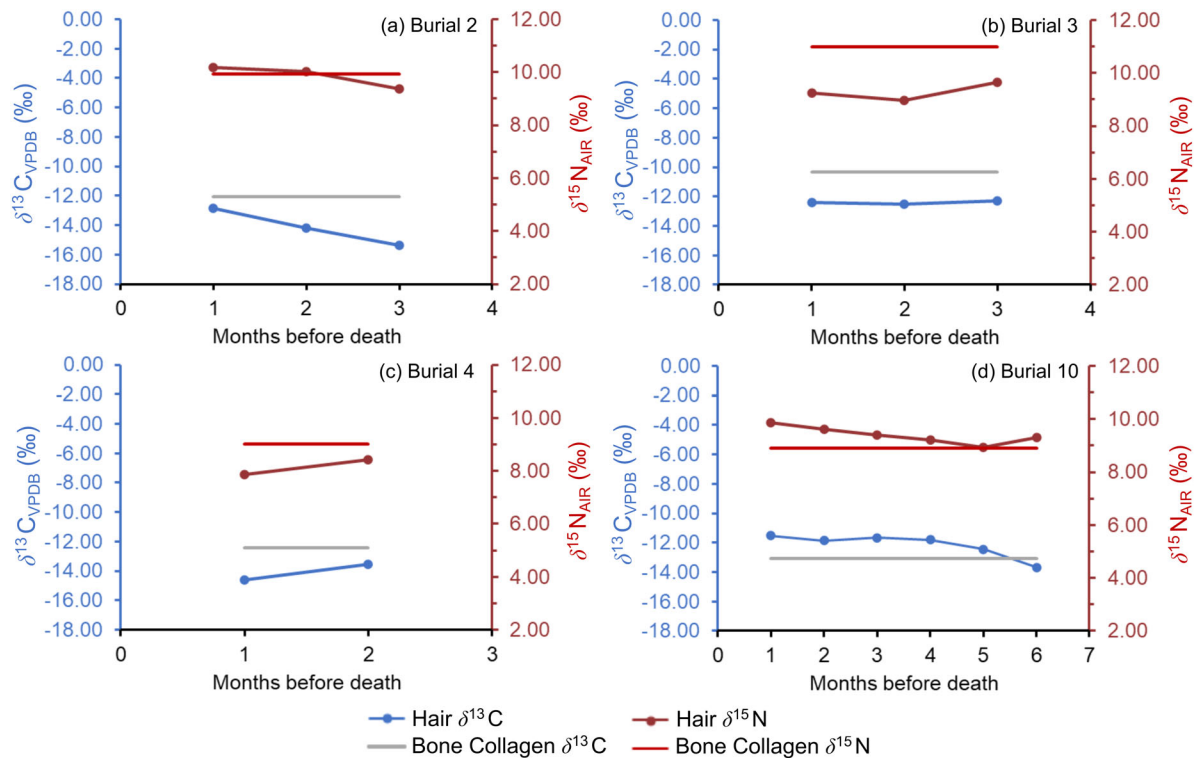 (a) Burial 2
0.00
-2.00
-4.00
-6.00
-8.00
-10.00
-12.00
-14.00
-16.00
-18.00
δ13CVPDB (‰)
12.00
10.00
8.00
6.00
4.00
2.00
δ15NAIR (‰)
0 1 2 3 4
Months before death
(b) Burial 3
0.00
-2.00
-4.00
-6.00
-8.00
-10.00
-12.00
-14.00
-16.00
-18.00
δ13CVPDB (‰)
12.00
10.00
8.00
6.00
4.00
2.00
δ15NAIR (‰)
0 1 2 3 4
Months before death
(c) Burial 4
0.00
-2.00
-4.00
-6.00
-8.00
-10.00
-12.00
-14.00
-16.00
-18.00
δ13CVPDB (‰)
12.00
10.00
8.00
6.00
4.00
2.00
δ15NAIR (‰)
0 1 2 3
Months before death
(d) Burial 10
0.00
-2.00
-4.00
-6.00
-8.00
-10.00
-12.00
-14.00
-16.00
-18.00
δ13CVPDB (‰)
12.00
10.00
8.00
6.00
4.00
2.00
δ15NAIR (‰)
0 1 2 3 4 5 6 7
Months before death
Hair δ13C
Hair δ15N
Bone Collagen δ13C
Bone Collagen δ15N